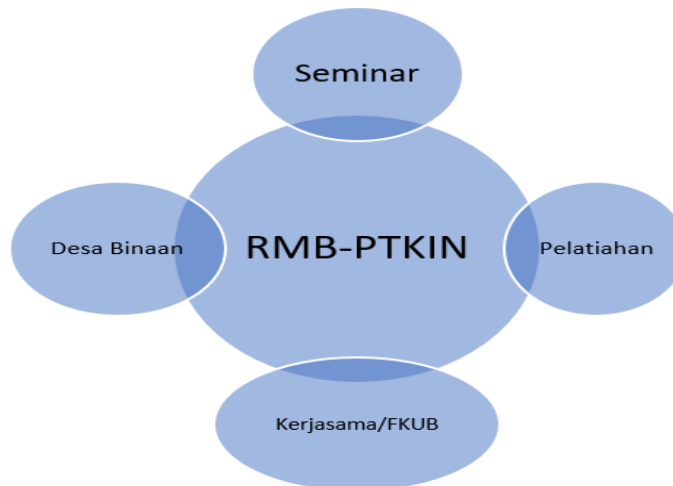 Seminar
Desa Binaan
RMB-PTKIN
Pelatiahan
Kerjasama/FKUB